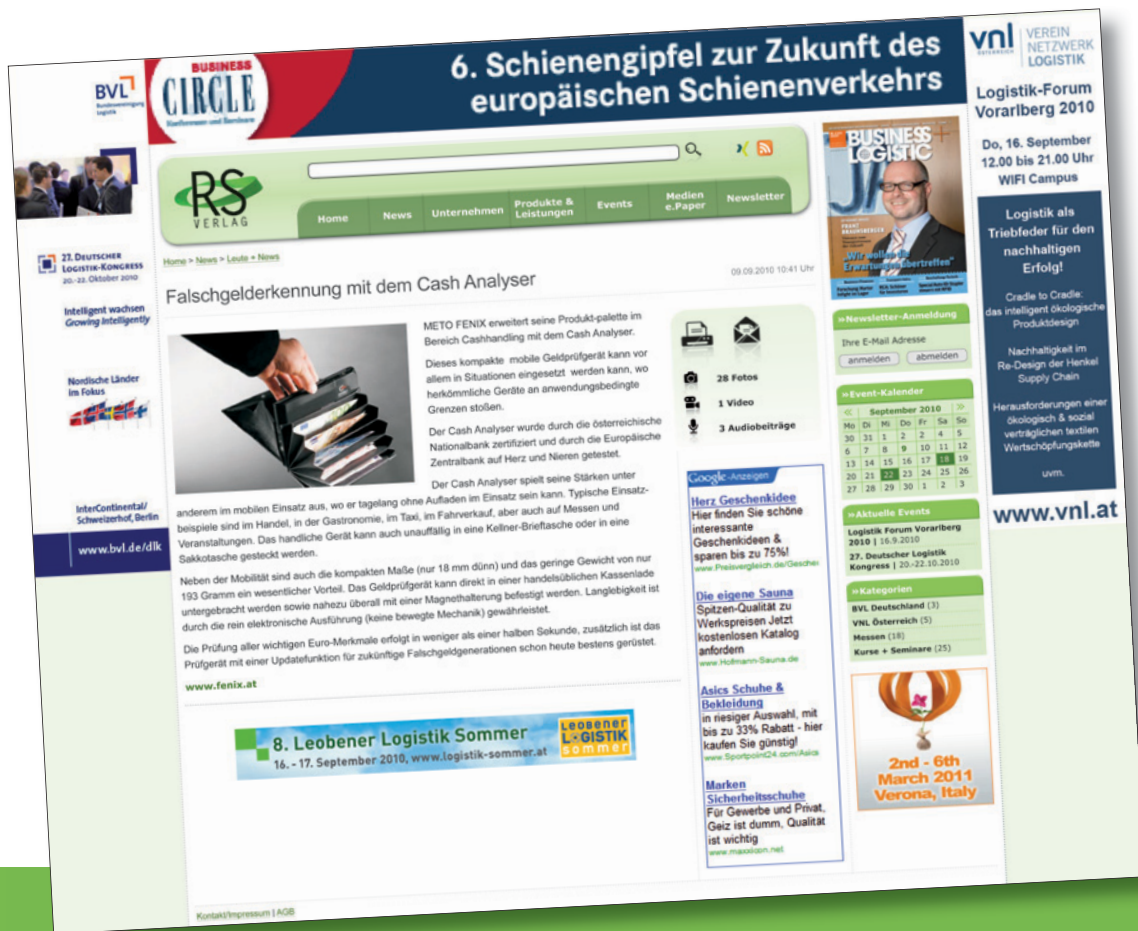 BVL
Bundesvereinigung
Logistik
BUSINESS
CIRCLE
Konferenzen und Seminare
6. Schienengipfel zur Zukunft des
europäischen Schienenverkehrs
vnl
ÖSTERREICH
VEREIN
NETZWERK
LOGISTIK
27. DEUTSCHER
LOGISTIK-KONGRESS
20.-22. Oktober 2010
Intelligent wachsen
Growing Intelligently
Nordische Länder
im Fokus
InterContinental/
Schweizerhof, Berlin
www.bvl.de/dlk
RS
VERLAG
Home
News
Unternehmen
Produkte &
Leistungen
Events
Medien
e.Paper
Newsletter
Home > News > Leute + News
Falschgelderkennung mit dem Cash Analyser
09.09.2010 10:41 Uhr
METO FENIX erweitert seine Produkt-palette im
Bereich Cashhandling mit dem Cash Analyser.
Dieses kompakte mobile Geldprüfgerät kann vor
allem in Situationen eingesetzt werden kann, wo
herkömmliche Geräte an anwendungsbedingte
Grenzen stoßen.
Der Cash Analyser wurde durch die österreichische
Nationalbank zertifiziert und durch die Europäische
Zentralbank auf Herz und Nieren getestet.
Der Cash Analyser spielt seine Stärken unter
anderem im mobilen Einsatz aus, wo er tagelang ohne Aufladen im Einsatz sein kann. Typische Einsatz-
beispiele sind im Handel, in der Gastronomie, im Taxi, im Fahrverkauf, aber auch auf Messen und
Veranstaltungen. Das handliche Gerät kann auch unauffällig in eine Kellner-Brieftasche oder in eine
Sakkotasche gesteckt werden.
Neben der Mobilität sind auch die kompakten Maße (nur 18 mm dünn) und das geringe Gewicht von nur
193 Gramm ein wesentlicher Vorteil. Das Geldprüfgerät kann direkt in einer handelsüblichen Kassenlade
untergebracht werden sowie nahezu überall mit einer Magnethalterung befestigt werden. Langlebigkeit ist
durch die rein elektronische Ausführung (keine bewegte Mechanik) gewährleistet.
Die Prüfung aller wichtigen Euro-Merkmale erfolgt in weniger als einer halben Sekunde, zusätzlich ist das
Prüfgerät mit einer Updatefunktion für zukünftige Falschgeldgenerationen schon heute bestens gerüstet.
www.fenix.at
8. Leobener Logistik Sommer
16. - 17. September 2010, www.logistik-sommer.at
LEOBENER
LOGISTIK
sommer
28 Fotos
1 Video
3 Audiobeiträge
Google-Anzeigen
Herz Geschenkidee
Hier finden Sie schöne
interessante
Geschenkideen &
sparen bis zu 75%!
www.Preisvergleich.de/Gesche
Die eigene Sauna
Spitzen-Qualität zu
Werkspreisen Jetzt
kostenlosen Katalog
anfordern
www.Hofmann-Sauna.de
Asics Schuhe &
Bekleidung
in riesiger Auswahl, mit
bis zu 33% Rabatt - hier
kaufen Sie günstig!
www.Sportpoint24.com/Asics
Marken
Sicherheitsschuhe
Für Gewerbe und Privat,
Geiz ist dumm, Qualität
ist wichtig
www.maxxicon.net
BUSINESS+
LOGISTIC
JA
FRANZ
BRAUNSBERGER
„Wir wollen die
Erwartungen übertreffen“
»Newsletter-Anmeldung
Ihre E-Mail Adresse
anmelden
abmelden
»Event-Kalender
« September 2010 »
Mo Di Mi Do Fr Sa So
30 31 1 2 2 4 5
6 7 8 9 10 11 12
13 14 15 16 17 18 19
20 21 22 23 24 25 26
27 28 29 30 1 2 3
»Aktuelle Events
Logistik Forum Vorarlberg
2010 | 16.9.2010
27. Deutscher Logistik
Kongress | 20.-22.10.2010
»Kategorien
BVL Deutschland (3)
VNL Österreich (5)
Messen (18)
Kurse + Seminare (25)
2nd - 6th
March 2011
Verona, Italy
Logistik-Forum
Vorarlberg 2010
Do, 16. September
12.00 bis 21.00 Uhr
WIFI Campus
Logistik als
Triebfeder für den
nachhaltigen
Erfolg!
Cradle to Cradle:
das intelligent ökologische
Produktdesign
Nachhaltigkeit im
Re-Design der Henkel
Supply Chain
Herausforderungen einer
ökologisch & sozial
verträglichen textilen
Wertschöpfungskette
uvm.
www.vnl.at
Kontakt/Impressum | AGB